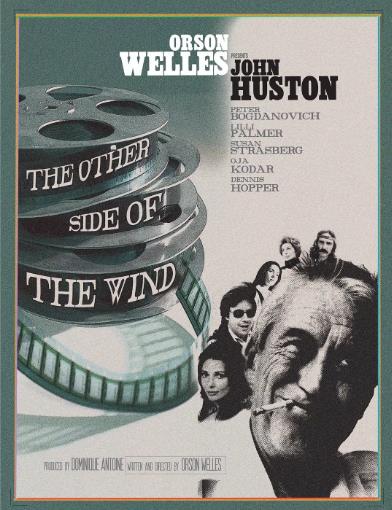 ORSON
WELLES
PRESENTS
JOHN
HUSTON
PETER
BOGDANOVICH
LILLI
PALMER
SUSAN
STRASBERG
OJA
KODAR
DENNIS
HOPPER
THE OTHER
SIDE OF
THE WIND
PRODUCED BY DOMINIQUE ANTOINE WRITTEN AND DIRECTED BY ORSON WELLES